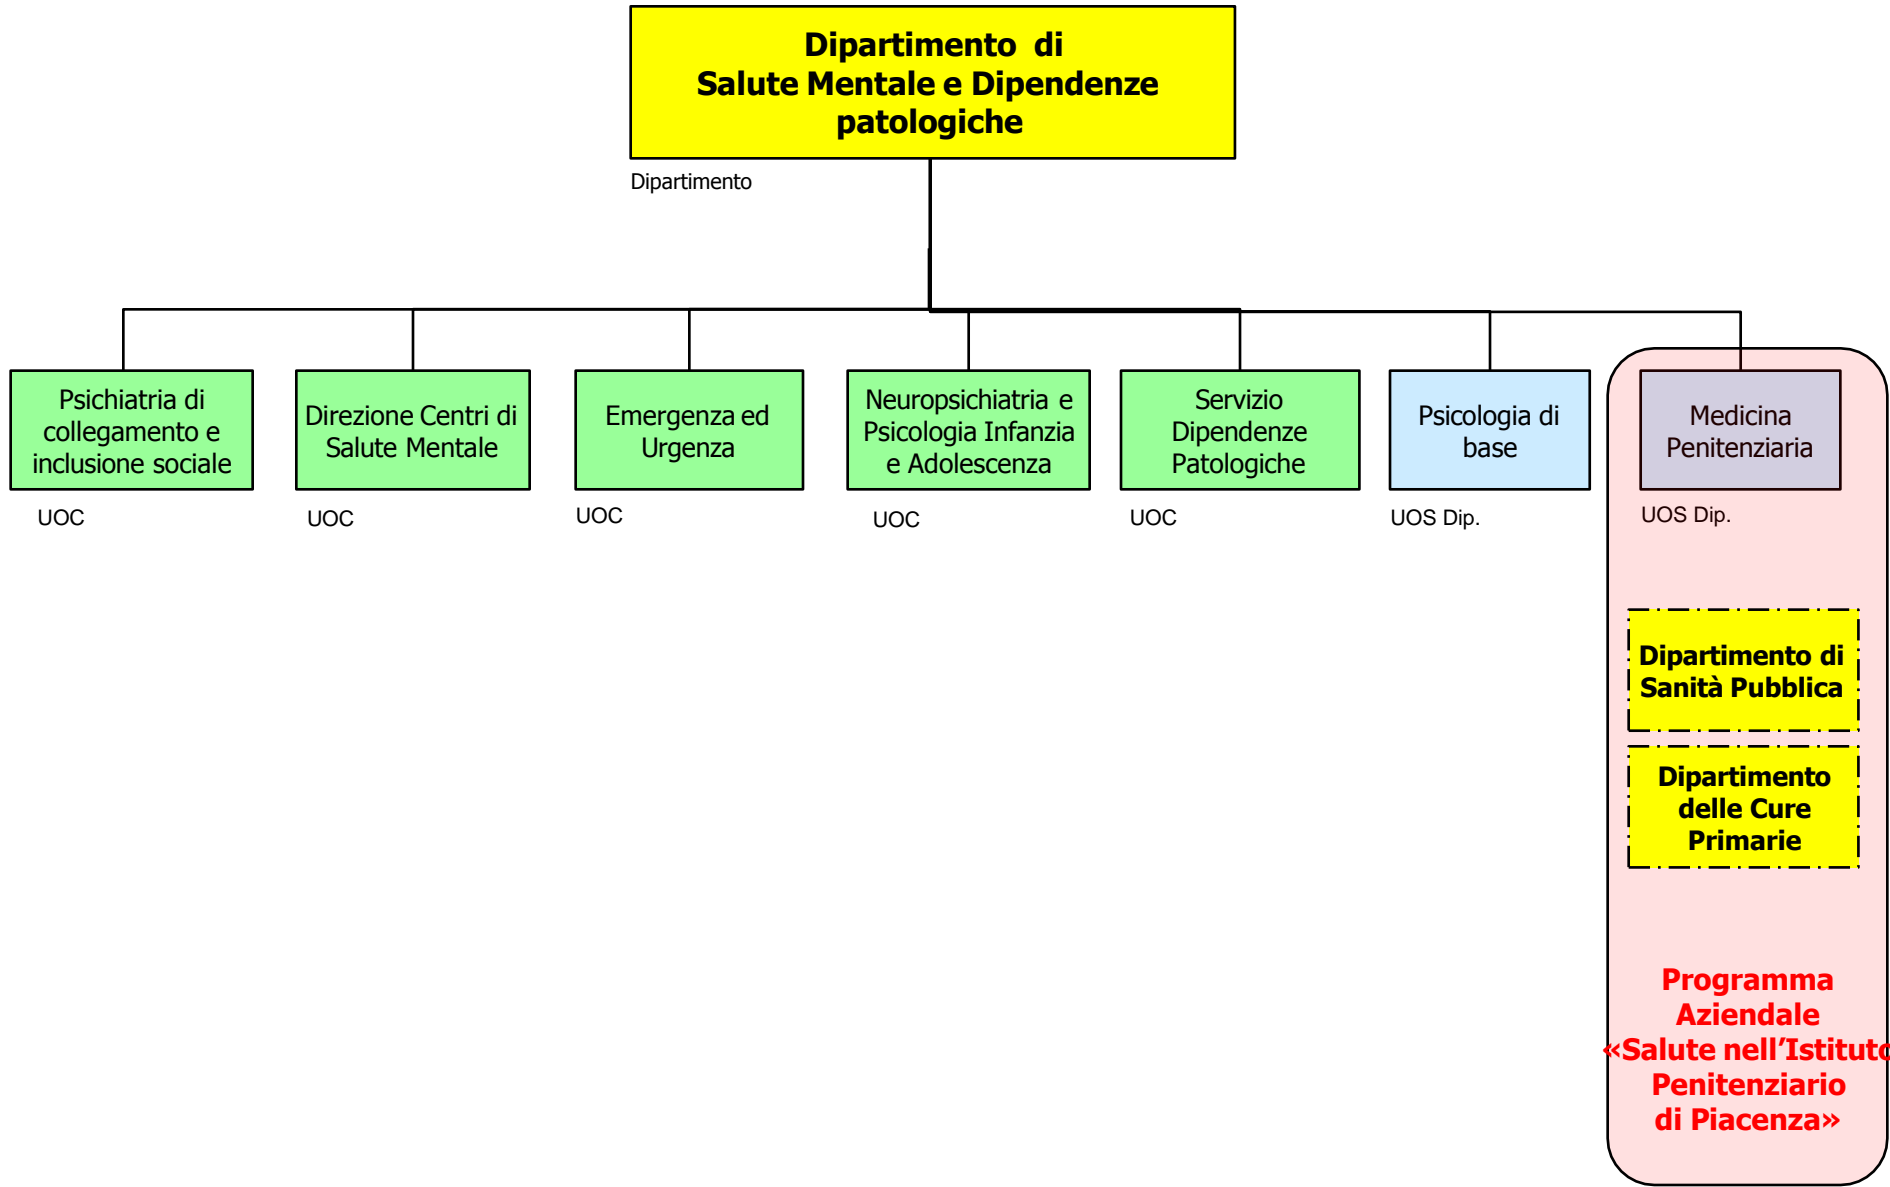 Dipartimento di
Salute Mentale e Dipendenze
patologiche
Dipartimento
Psichiatria di
collegamento e
inclusione sociale
UOC
Direzione Centri di
Salute Mentale
UOC
Emergenza ed
Urgenza
UOC
Neuropsichiatria e
Psicologia Infanzia
e Adolescenza
UOC
Servizio
Dipendenze
Patologiche
UOC
Psicologia di
base
UOS Dip.
Medicina
Penitenziaria
UOS Dip.
Dipartimento di
Sanità Pubblica
Dipartimento
delle Cure
Primarie
Programma
Aziendale
«Salute nell’Istituto
Penitenziario
di Piacenza»